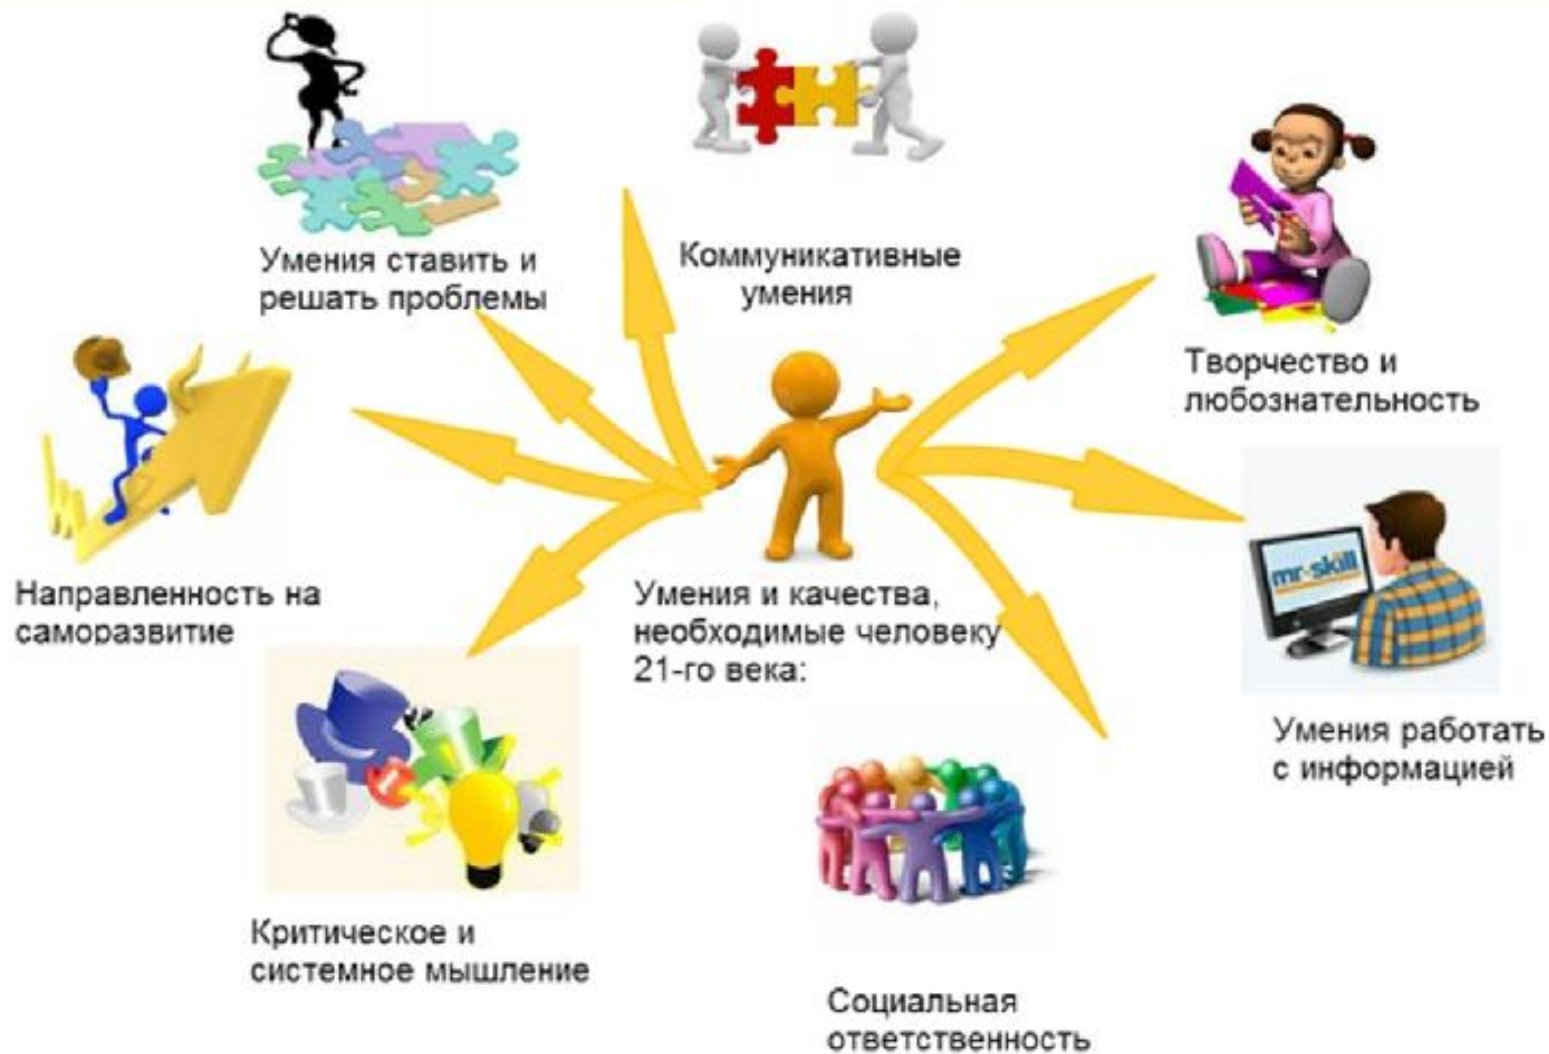 Умения ставить и
решать проблемы
Коммуникативные
умения
Творчество и
любознательность
Направленность на
саморазвитие
Умения и качества,
необходимые человеку
21-го века:
mr-skill
Умения работать
с информацией
Критическое и
системное мышление
Социальная
ответственность